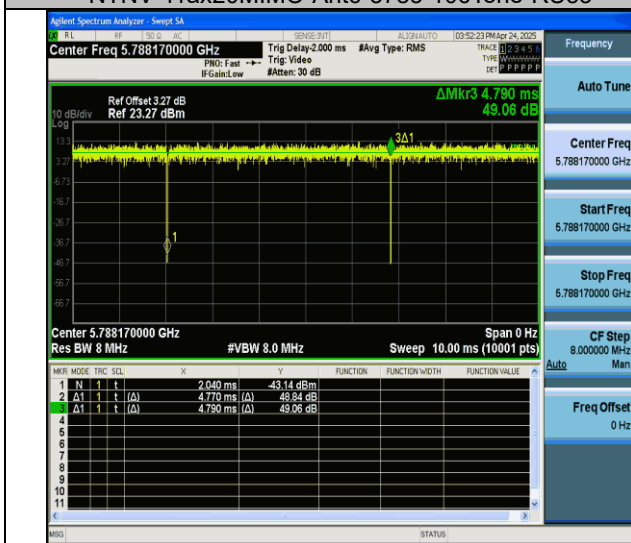 Agilent Spectrum Analyzer - Swept SA
RL RF 50 Ω AC SENSE:INT ALIGNAUTO 03:52:23 PM Apr 24, 2025
Center Freq 5.788170000 GHz Trig Delay-2.000 ms #Avg Type: RMS TRACE 1 2 3 4 5 6
PNO: Fast Trig: Video TYPE
IFGain:Low #Atten: 30 dB DET P P P P P P
Frequency
Auto Tune
Ref Offset 3.27 dB ΔMkr3 4.790 ms
10 dB/div Ref 23.27 dBm 49.06 dB
Log
13.3
3.27
-6.73
-16.7
-26.7
-36.7
-46.7
-56.7
-66.7
3Δ1
1
Center Freq
5.788170000 GHz
Start Freq
5.788170000 GHz
Stop Freq
5.788170000 GHz
Center 5.788170000 GHz Span 0 Hz
Res BW 8 MHz #VBW 8.0 MHz Sweep 10.00 ms (10001 pts)
CF Step
8.000000 MHz
Auto Man
MKR MODE TRC SCL X Y FUNCTION FUNCTION WIDTH FUNCTION VALUE
1 N 1 t 2.040 ms -43.14 dBm
2 Δ1 1 t (Δ) 4.770 ms (Δ) 48.84 dB
3 Δ1 1 t (Δ) 4.790 ms (Δ) 49.06 dB
4
5
6
7
8
9
10
11
Freq Offset
0 Hz
MSG STATUS